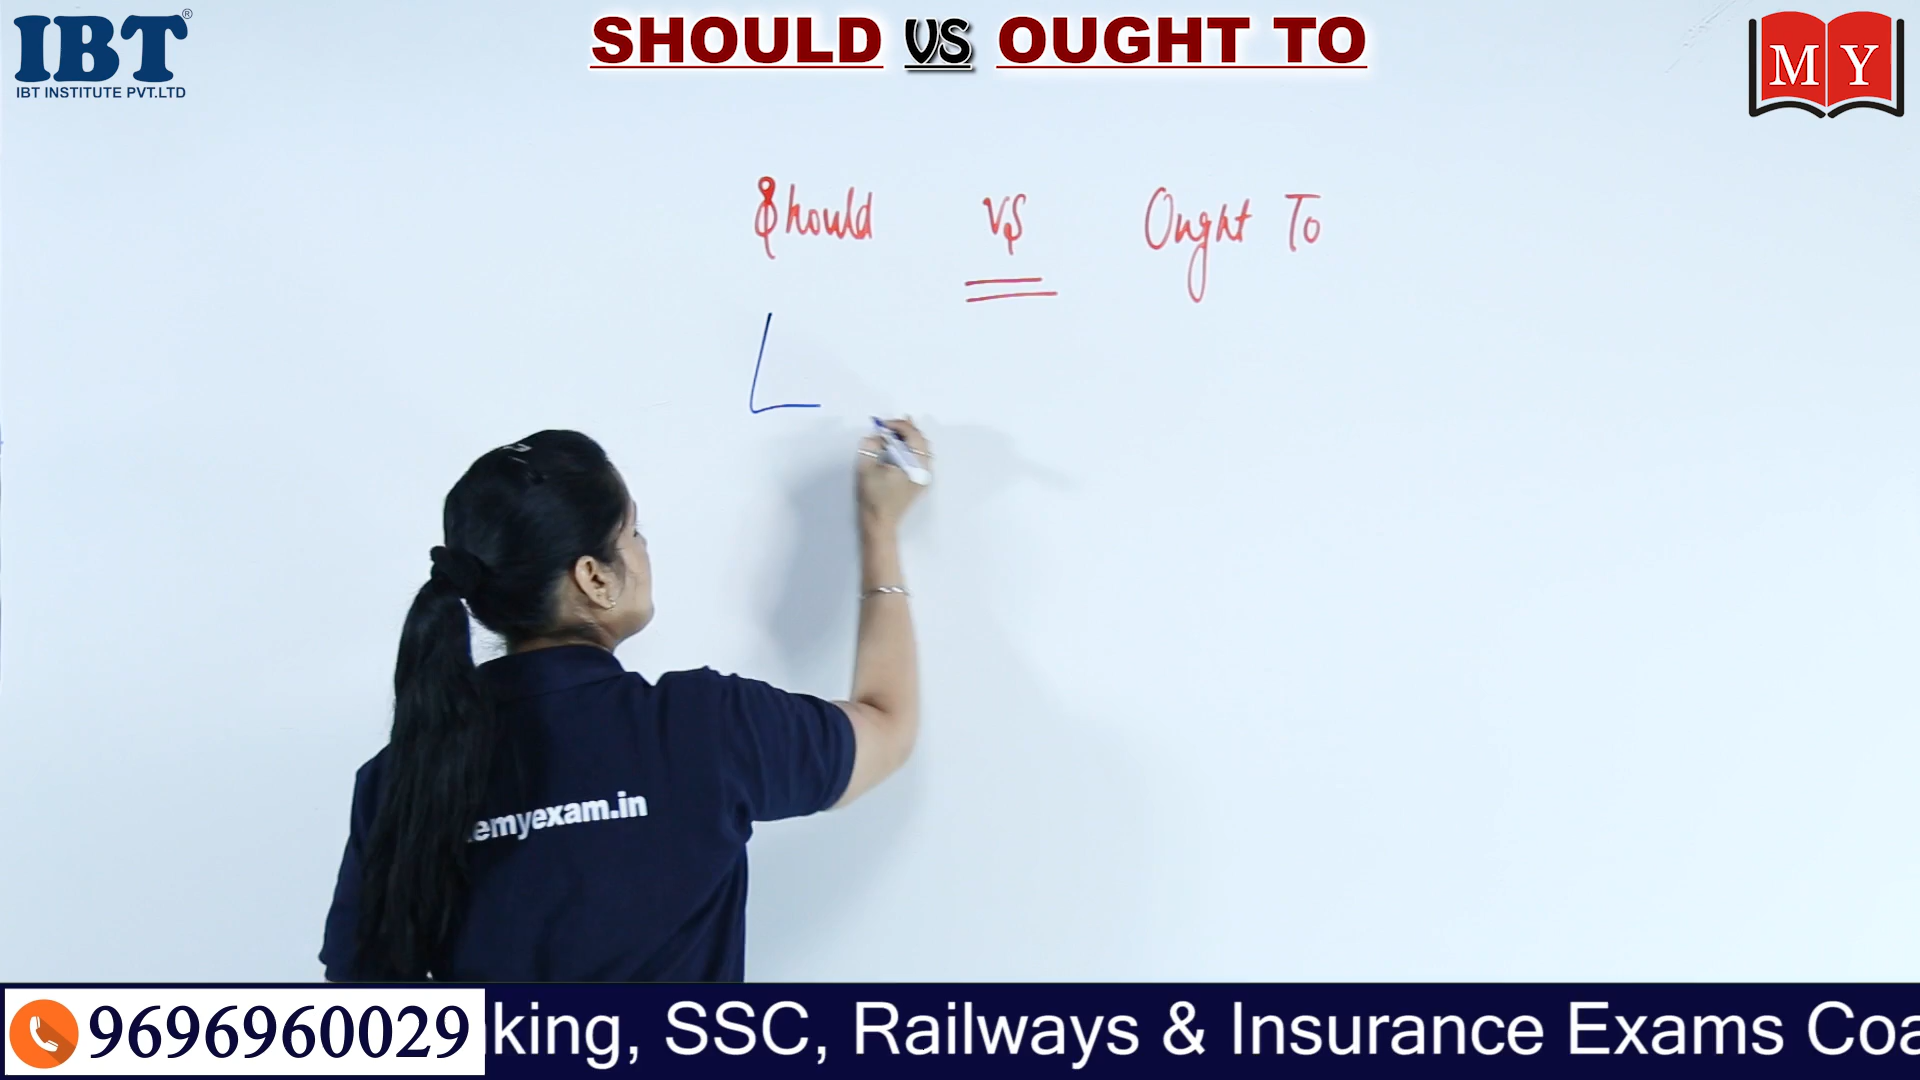 IBT®
IBT INSTITUTE PVT.LTD
SHOULD VS OUGHT TO
M Y
Should vs Ought To
emyexam.in
9696960029
king, SSC, Railways & Insurance Exams Coa